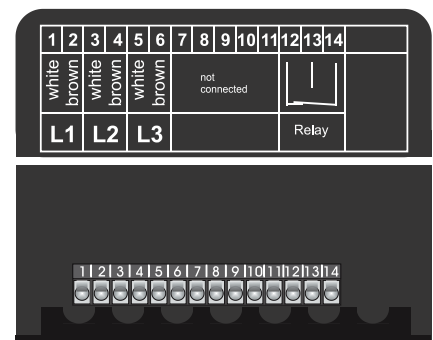 1 2 3 4 5 6 7 8 9 10 11 12 13 14
white brown white brown white brown
not
connected
L1 L2 L3 Relay
1 2 3 4 5 6 7 8 9 10 11 12 13 14